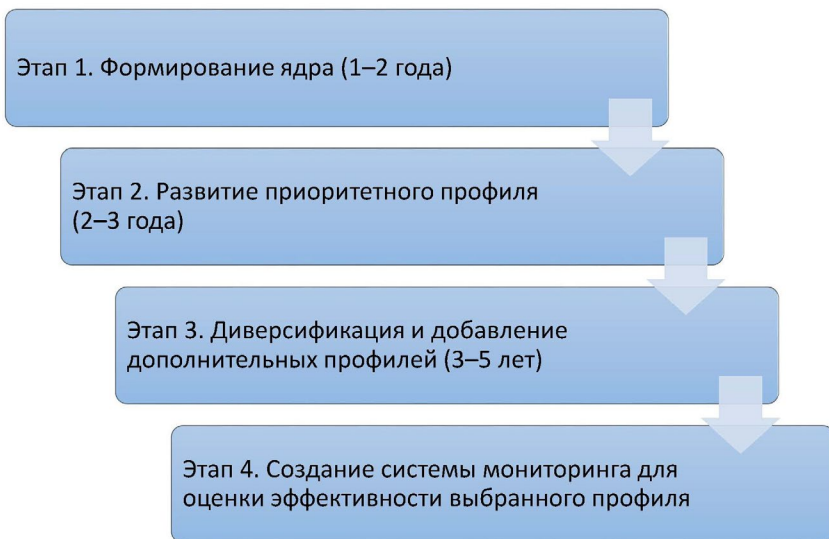 Этап 1. Формирование ядра (1–2 года)
Этап 2. Развитие приоритетного профиля
(2–3 года)
Этап 3. Диверсификация и добавление
дополнительных профилей (3–5 лет)
Этап 4. Создание системы мониторинга для
оценки эффективности выбранного профиля